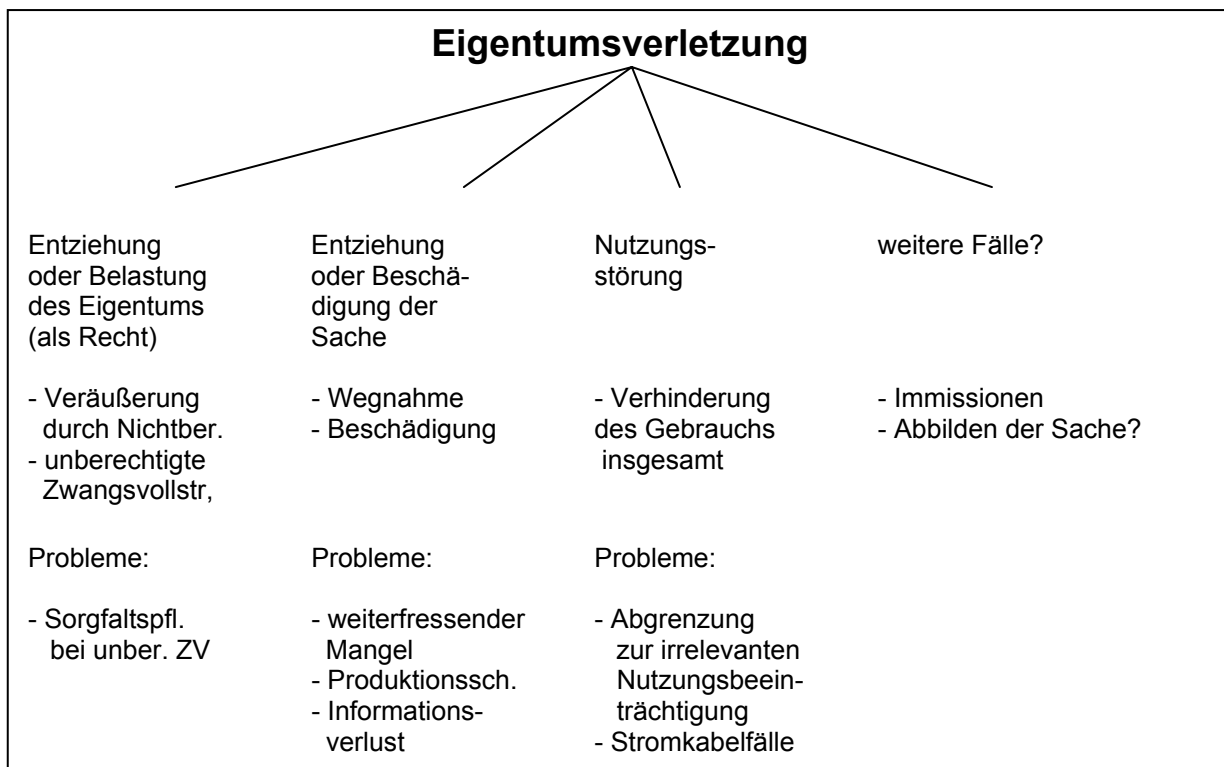 Eigentumsverletzung
Entziehung
oder Belastung
des Eigentums
(als Recht)
- Veräußerung
durch Nichtber.
- unberechtigte
Zwangsvollstr,
Probleme:
- Sorgfaltspfl.
bei unber. ZV
Entziehung
oder Beschä-
digung der
Sache
- Wegnahme
- Beschädigung
Probleme:
- weiterfressender
Mangel
- Produktionssch.
- Informations-
verlust
Nutzungs-
störung
- Verhinderung
des Gebrauchs
insgesamt
Probleme:
- Abgrenzung
zur irrelevanten
Nutzungsbeein-
trächtigung
- Stromkabelfälle
weitere Fälle?
- Immissionen
- Abbilden der Sache?